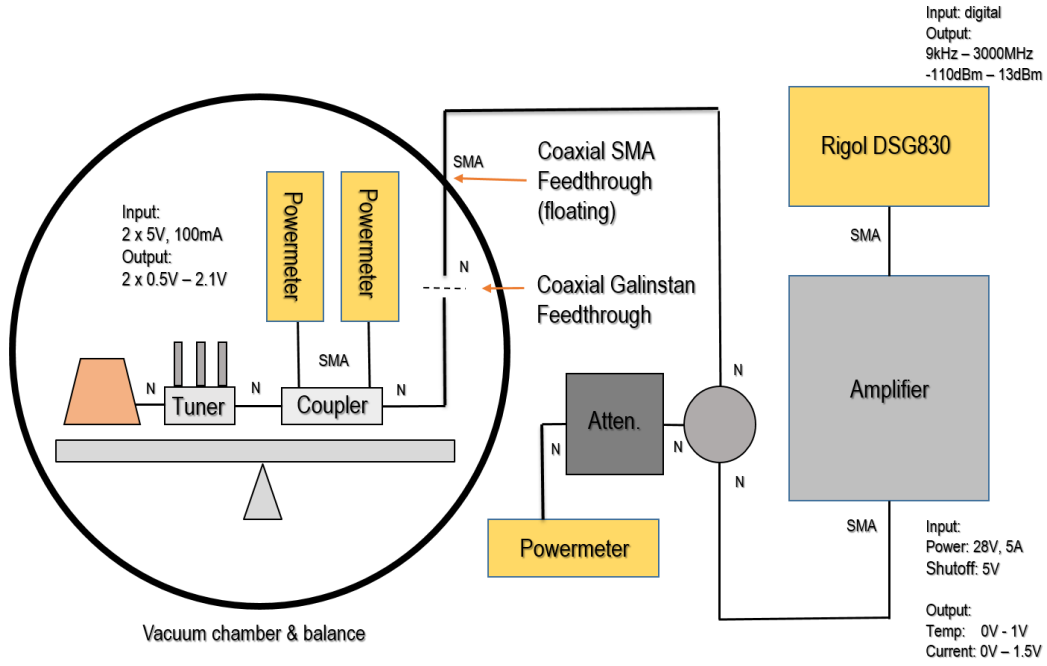 Input: digital
Output:
9kHz – 3000MHz
-110dBm – 13dBm
Rigol DSG830
SMA
Coaxial SMA
Feedthrough
(floating)
SMA
Powermeter
Powermeter
Input:
2 x 5V, 100mA
Output:
2 x 0.5V – 2.1V
N
Coaxial Galinstan
Feedthrough
SMA
N
N
N
Tuner
Coupler
N
Atten.
N
N
N
Amplifier
Powermeter
SMA
Input:
Power: 28V, 5A
Shutoff: 5V
Output:
Temp: 0V - 1V
Current: 0V – 1.5V
Vacuum chamber & balance